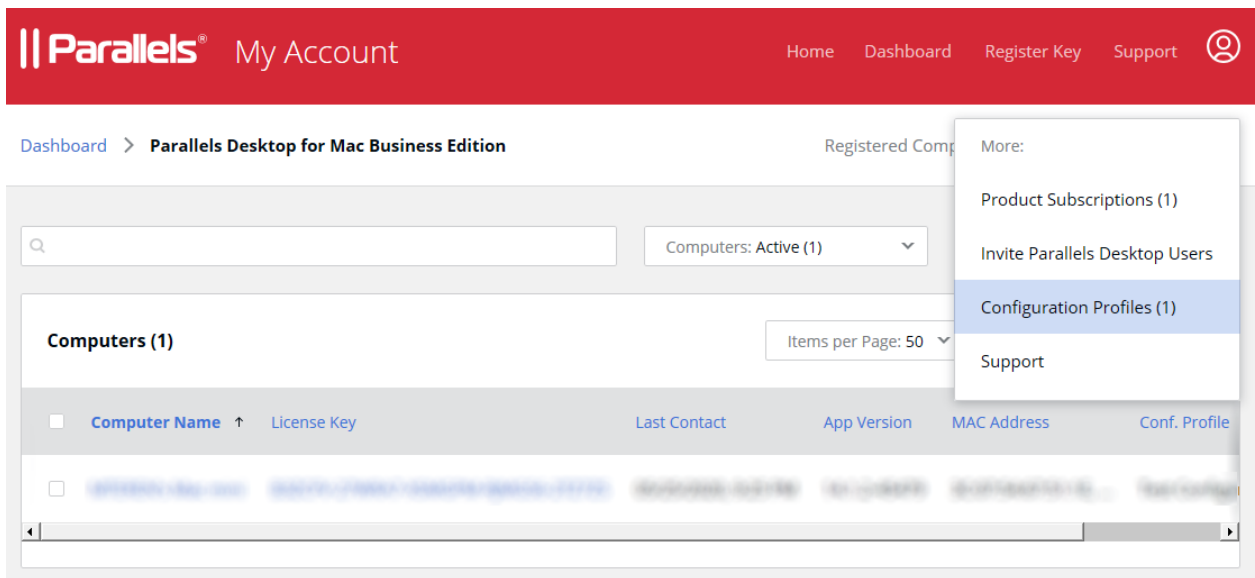 || Parallels® My Account Home Dashboard Register Key Support
Dashboard > Parallels Desktop for Mac Business Edition Registered Comp
More:
Product Subscriptions (1)
Invite Parallels Desktop Users
Configuration Profiles (1)
Support
Computers: Active (1)
Computers (1) Items per Page: 50
Computer Name ↑ License Key Last Contact App Version MAC Address Conf. Profile